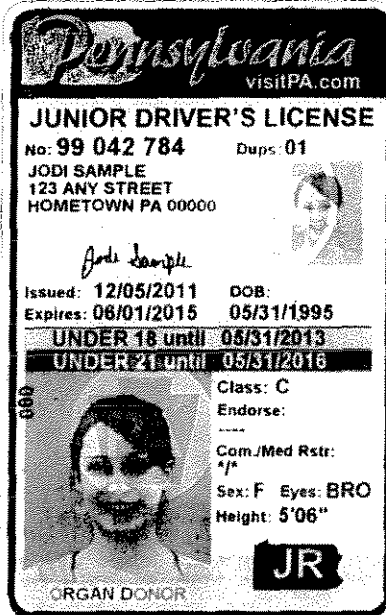 Pennsylvania
visitPA.com
JUNIOR DRIVER'S LICENSE
No: 99 042 784 Dups: 01
JODI SAMPLE
123 ANY STREET
HOMETOWN PA 00000
Jodi Sample
Issued: 12/05/2011 DOB:
Expires: 06/01/2015 05/31/1995
UNDER 18 until 05/31/2013
UNDER 21 until 05/31/2016
000
Class: C
Endorse:
----
Com./Med Rstr:
*/*
Sex: F Eyes: BRO
Height: 5'06"
JR
ORGAN DONOR